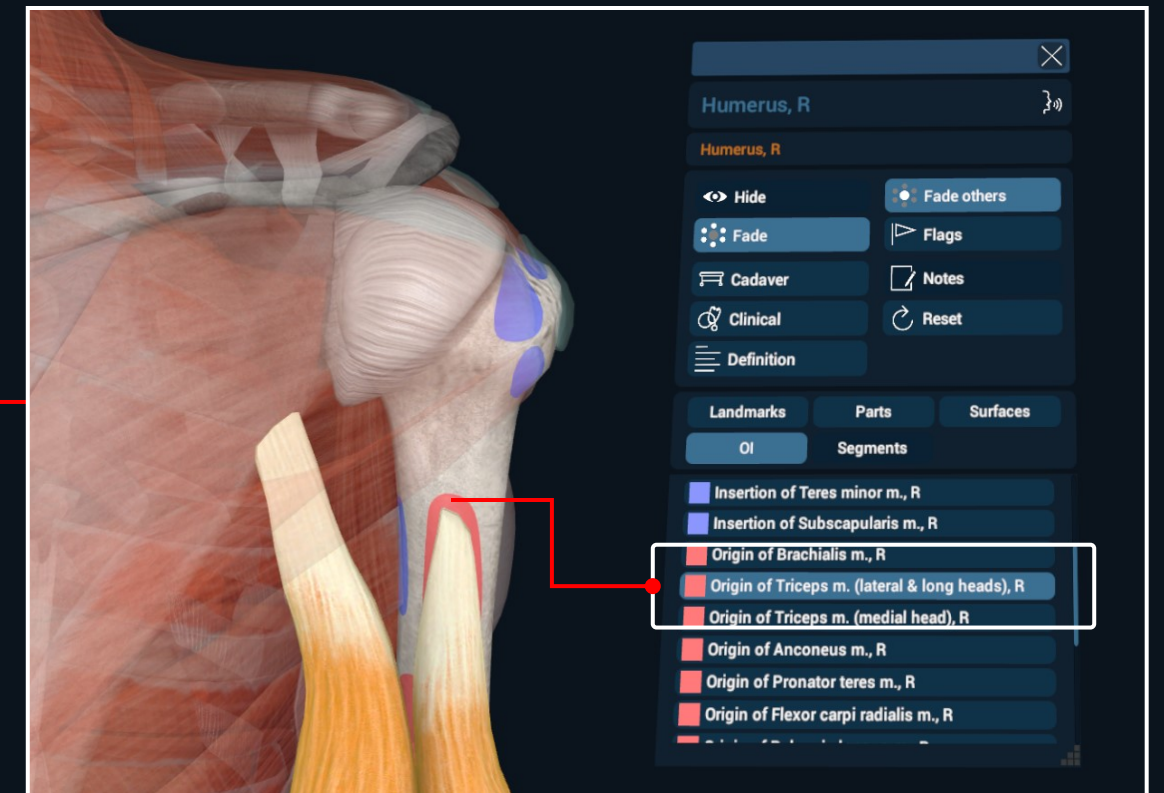 Humerus, R
Humerus, R
Hide
Fade others
Fade
Flags
Cadaver
Notes
Clinical
Reset
Definition
Landmarks
Parts
Surfaces
OI
Segments
Insertion of Teres minor m., R
Insertion of Subscapularis m., R
Origin of Brachialis m., R
Origin of Triceps m. (lateral & long heads), R
Origin of Triceps m. (medial head), R
Origin of Anconeus m., R
Origin of Pronator teres m., R
Origin of Flexor carpi radialis m., R